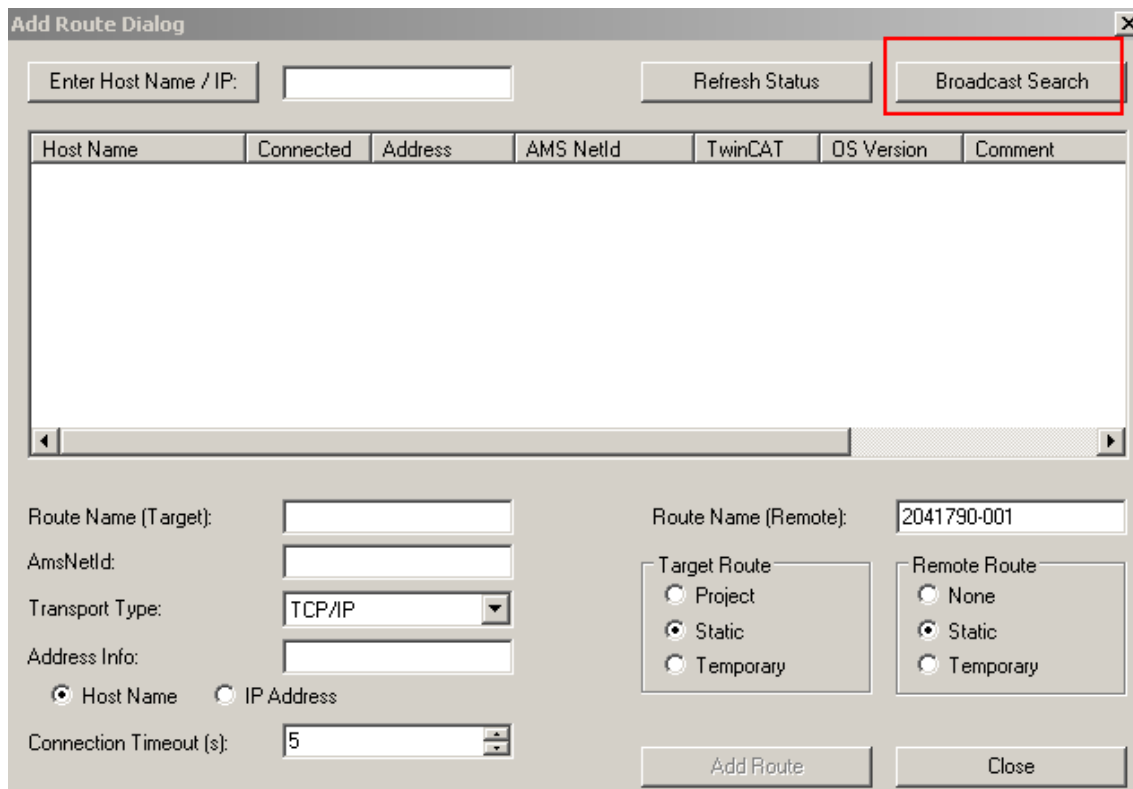 Add Route Dialog
Enter Host Name / IP: Refresh Status Broadcast Search
Host Name Connected Address AMS NetId TwinCAT OS Version Comment
Route Name (Target): Route Name (Remote): 2041790-001
AmsNetId: Target Route Remote Route
Project None
Transport Type: TCP/IP
Static Static
Address Info: Temporary Temporary
Host Name IP Address
Connection Timeout (s): 5
Add Route Close